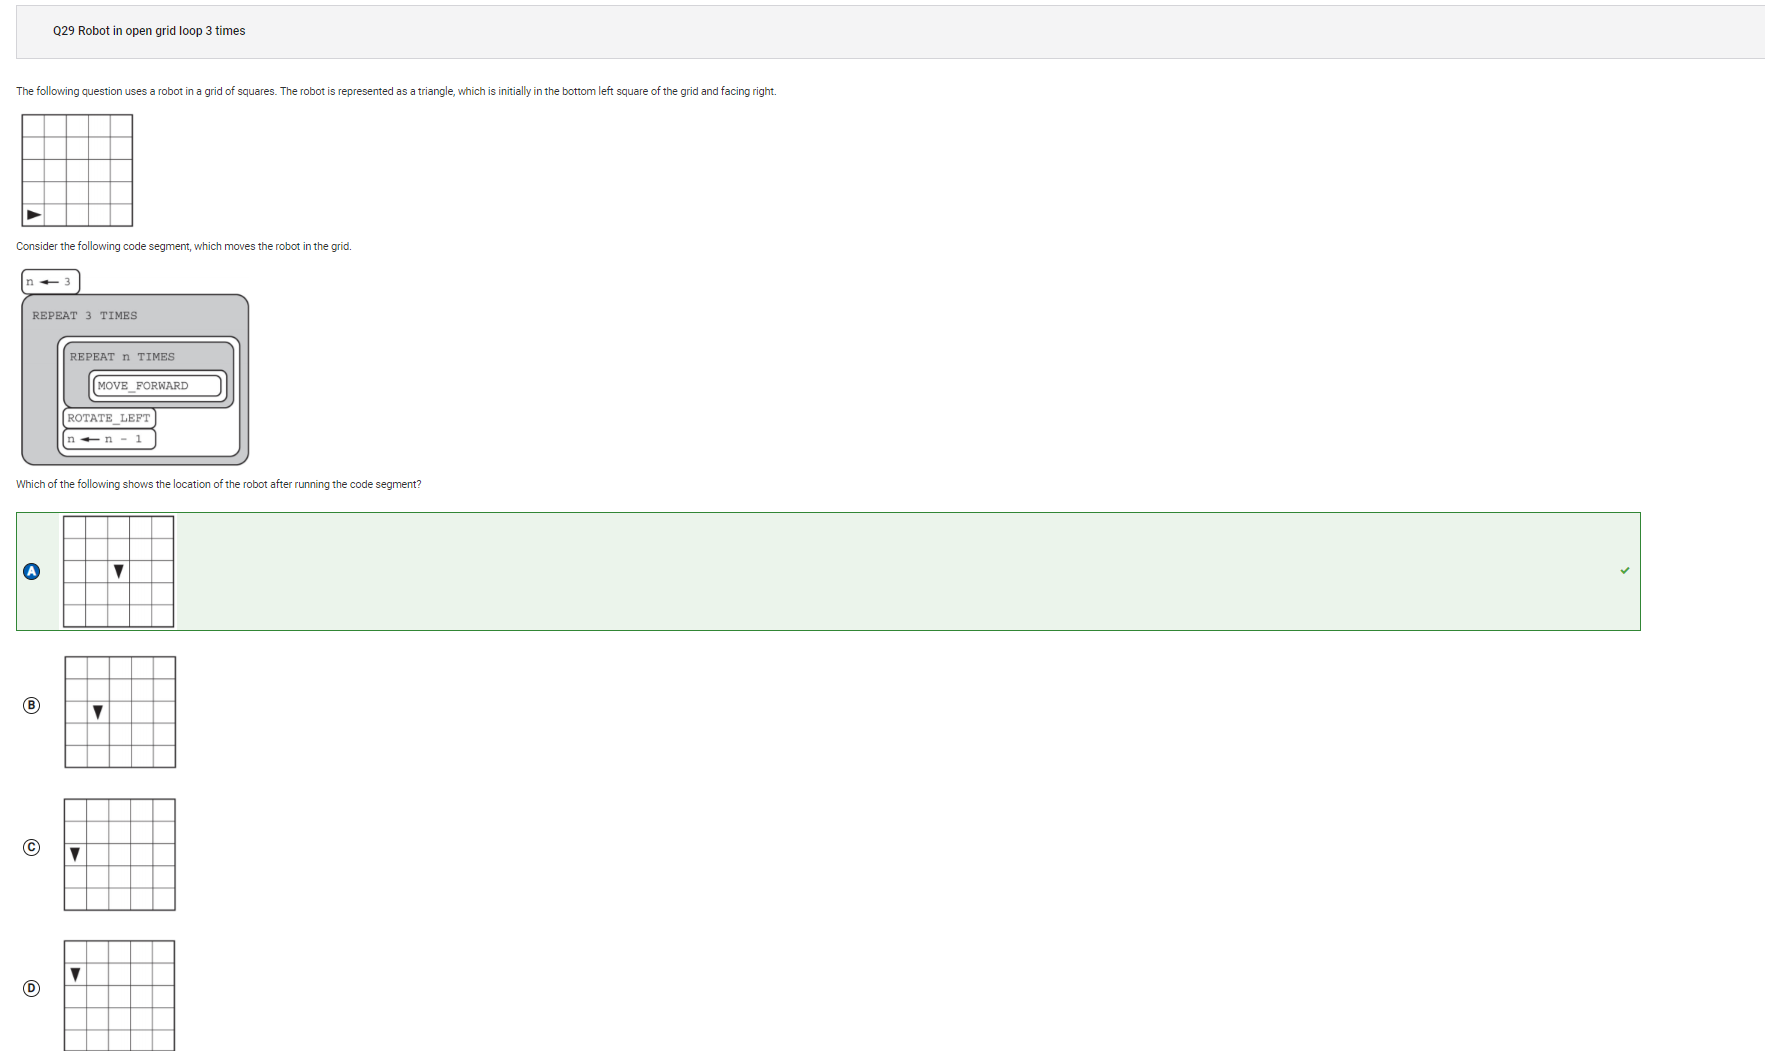 Q29 Robot in open grid loop 3 times
The following question uses a robot in a grid of squares. The robot is represented as a triangle, which is initially in the bottom left square of the grid and facing right.
Consider the following code segment, which moves the robot in the grid.
n ← 3
REPEAT 3 TIMES
REPEAT n TIMES
MOVE_FORWARD
ROTATE_LEFT
n ← n - 1
Which of the following shows the location of the robot after running the code segment?
A
B
C
D